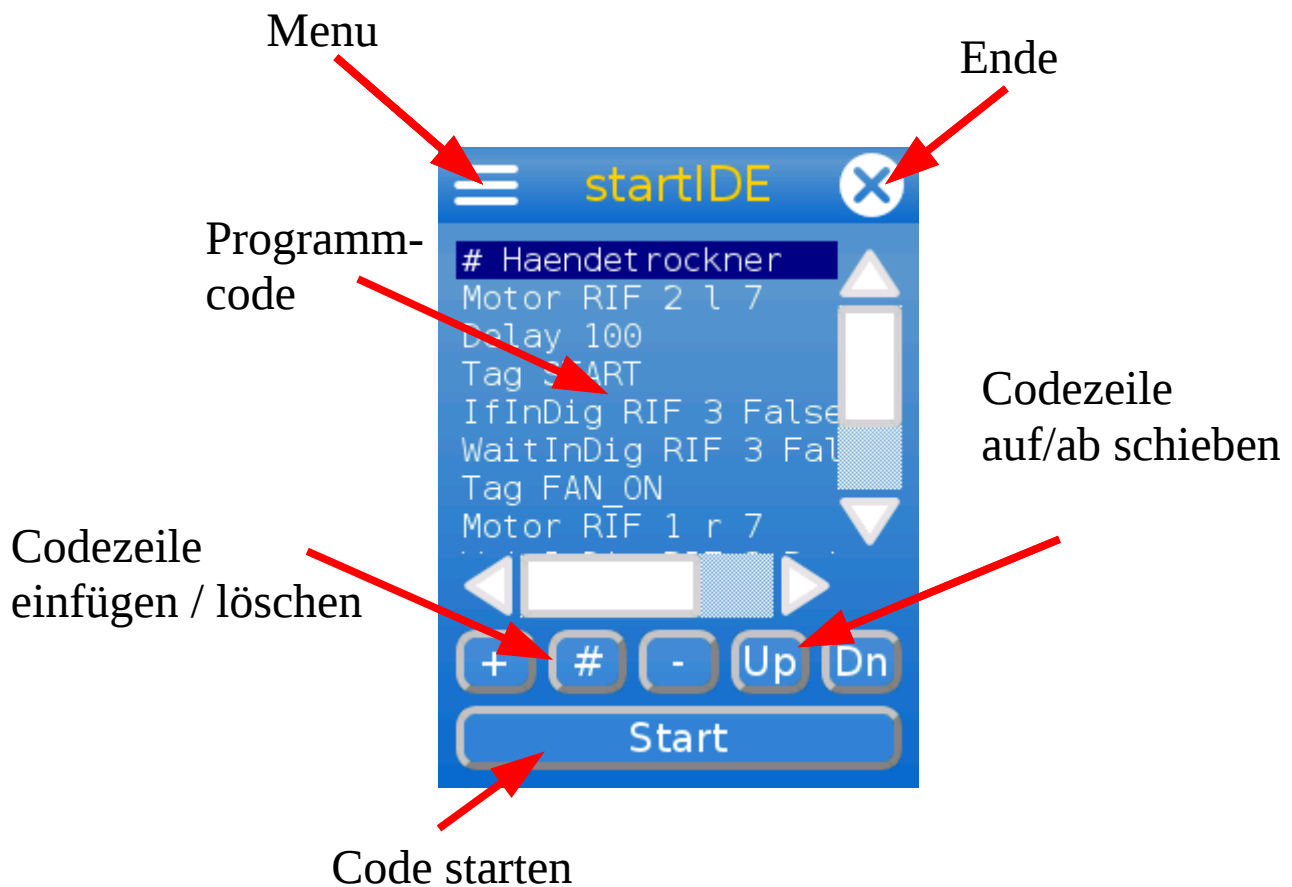 Menu
Ende
startIDE
Programm-
code
# Haendetrockner
Motor RIF 2 l 7
Delay 100
Tag START
IfInDig RIF 3 False
WaitInDig RIF 3 Fal
Tag FAN_ON
Motor RIF 1 r 7
Codezeile
auf/ab schieben
Codezeile
einfügen / löschen
+ # - Up Dn
Start
Code starten